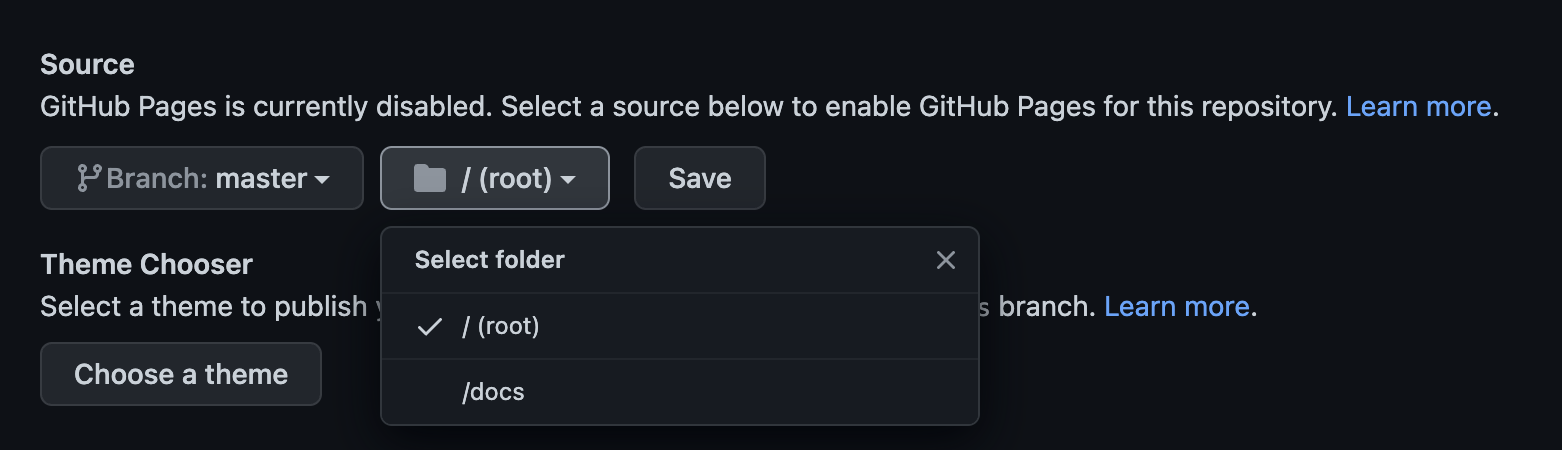 Source
GitHub Pages is currently disabled. Select a source below to enable GitHub Pages for this repository. Learn more.
Branch: master / (root) Save
Select folder
Theme Chooser
Select a theme to publish branch. Learn more.
/ (root)
Choose a theme
/docs